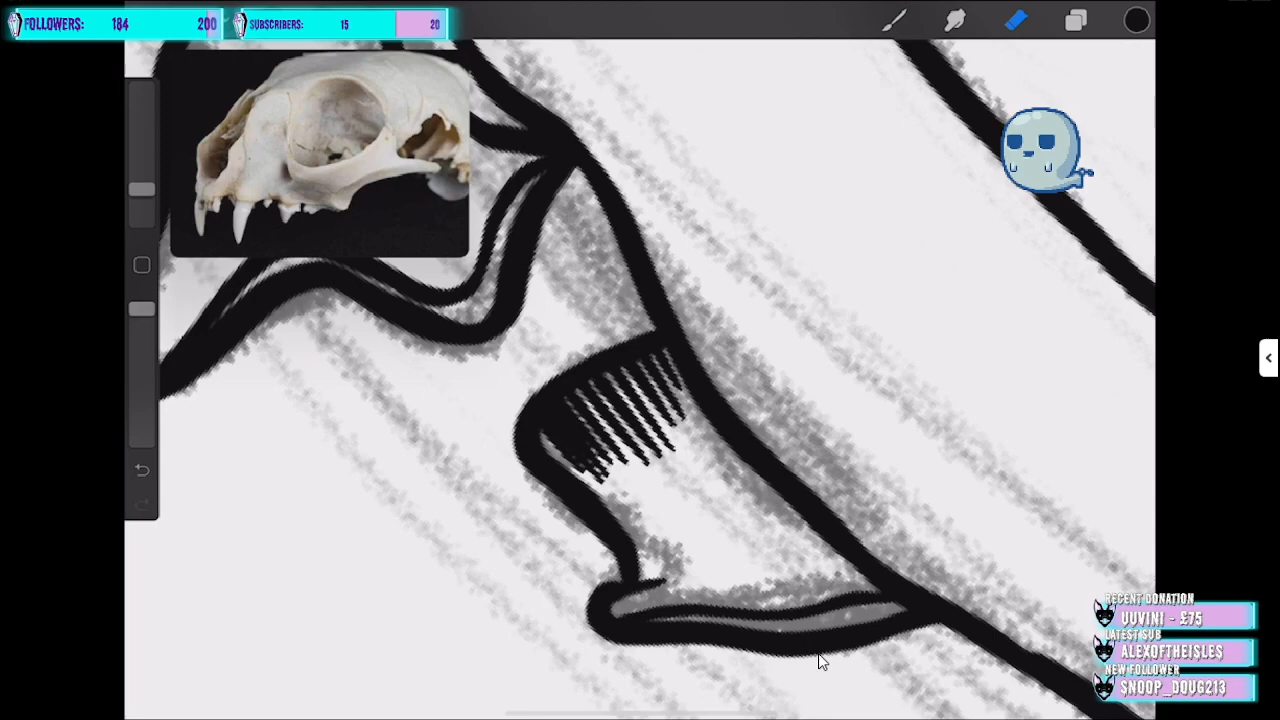 FOLLOWERS: 184 200
SUBSCRIBERS: 15 20
RECENT DONATION
UUVINI - £75
LATEST SUB
ALEXOFTHEISLES
NEW FOLLOWER
SNOOP_DOUG213